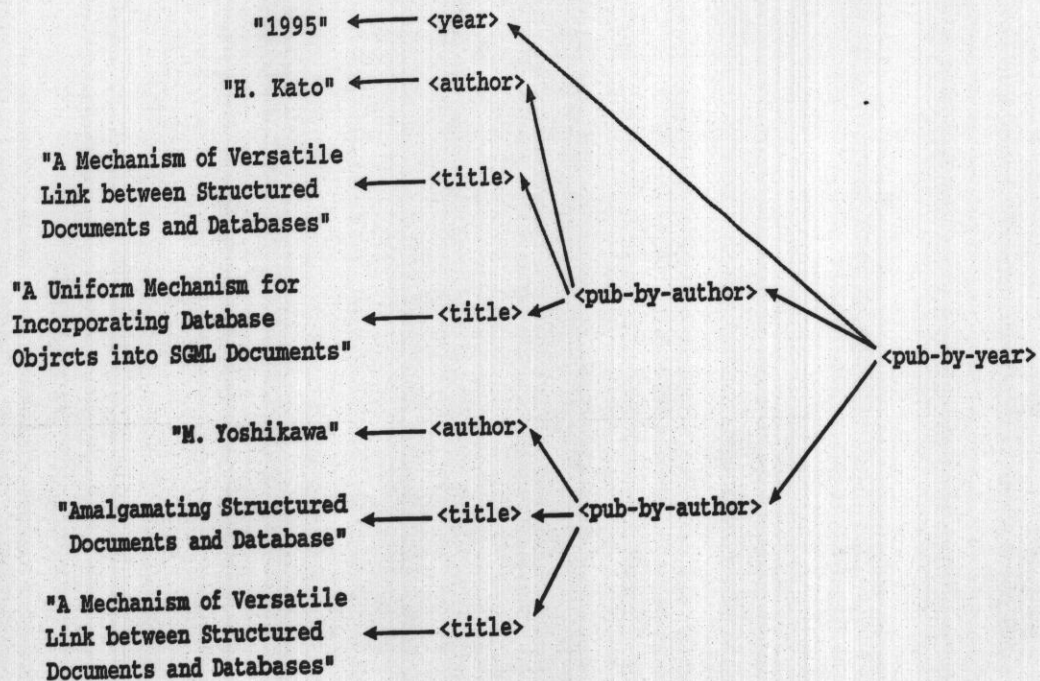 "1995"
<year>
"H. Kato"
<author>
"A Mechanism of Versatile
Link between Structured
Documents and Databases"
<title>
"A Uniform Mechanism for
Incorporating Database
Objrcts into SGML Documents"
<title>
<pub-by-author>
<pub-by-year>
"M. Yoshikawa"
<author>
"Amalgamating Structured
Documents and Database"
<title>
<pub-by-author>
"A Mechanism of Versatile
Link between Structured
Documents and Databases"
<title>